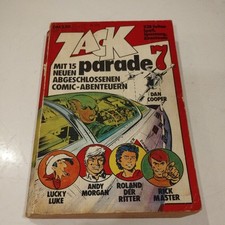 ZACK
parade 7
MIT 15
NEUEN
ABGESCHLOSSENEN
COMIC-ABENTEUERN
DAN
COOPER
LUCKY
LUKE
ANDY
MORGAN
ROLAND
DER
RITTER
RICK
MASTER